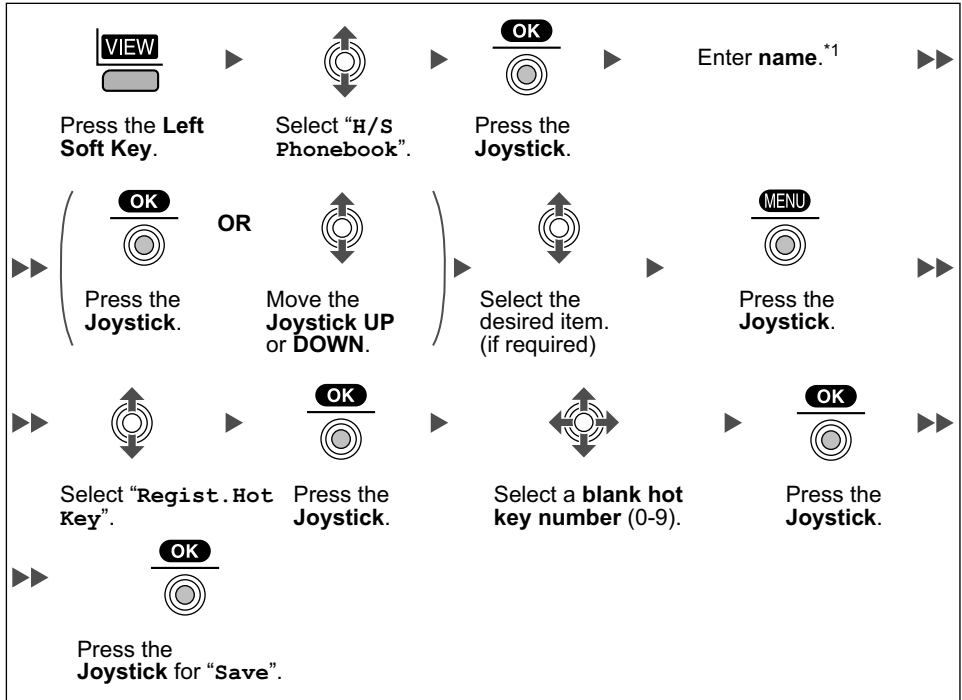 VIEW
OK
Enter name.*1
Press the Left
Soft Key.
Select “H/S
Phonebook”.
Press the
Joystick.
OK
OR
MENU
Press the
Joystick.
Move the
Joystick UP
or DOWN.
Select the
desired item.
(if required)
Press the
Joystick.
OK
OK
Select “Regist.Hot
Key”.
Press the
Joystick.
Select a blank hot
key number (0-9).
Press the
Joystick.
OK
Press the
Joystick for “Save”.